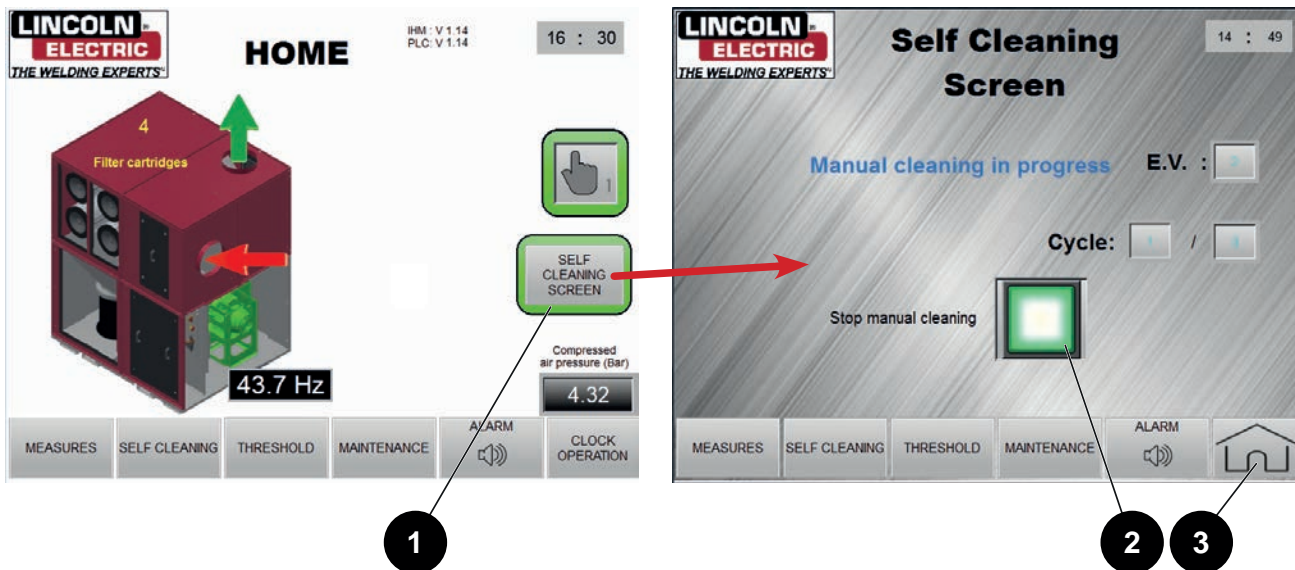 LINCOLN
ELECTRIC
THE WELDING EXPERTS
HOME
IHM : V 1.14
PLC: V 1.14
16 : 30
4
Filter cartridges
1
SELF
CLEANING
SCREEN
43.7 Hz
Compressed
air pressure (Bar)
4.32
MEASURES
SELF CLEANING
THRESHOLD
MAINTENANCE
ALARM
CLOCK
OPERATION
1
LINCOLN
ELECTRIC
THE WELDING EXPERTS
Self Cleaning
Screen
14 : 49
Manual cleaning in progress
E.V. :
Cycle: 1 /
Stop manual cleaning
MEASURES
SELF CLEANING
THRESHOLD
MAINTENANCE
ALARM
2
3